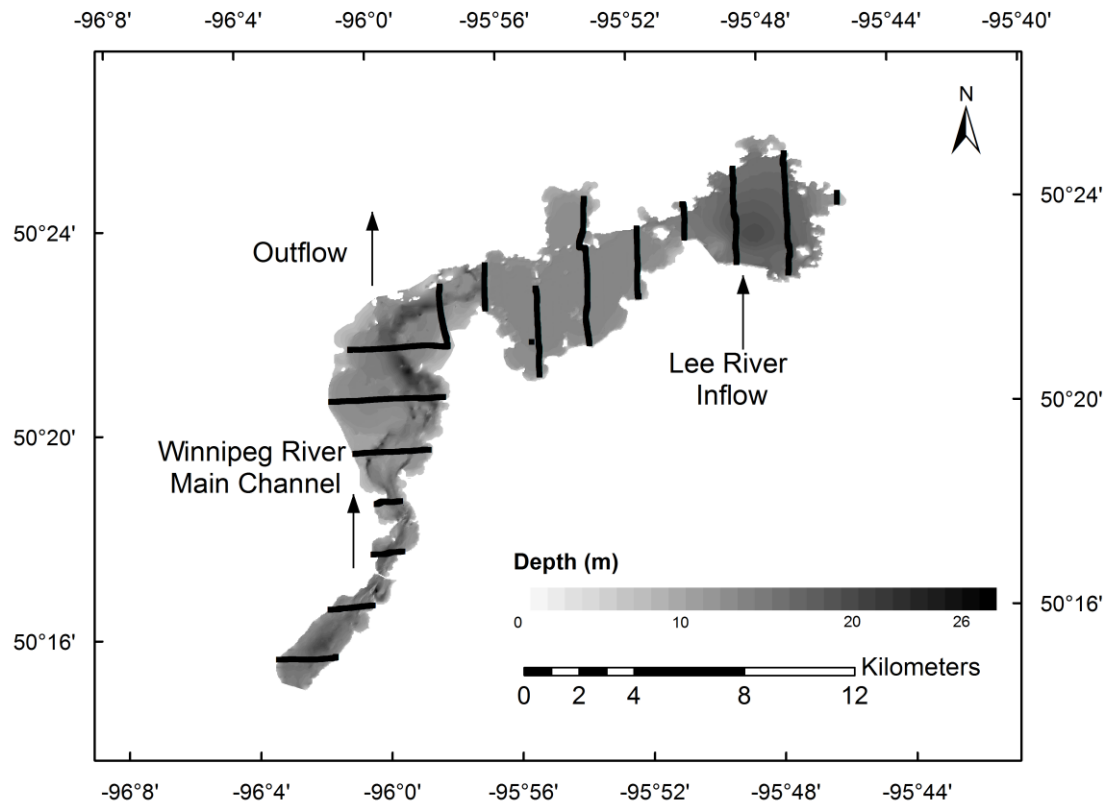 -96°8' -96°4' -96°0' -95°56' -95°52' -95°48' -95°44' -95°40'
N
50°24'
50°24'
Outflow
Lee River
Inflow
50°20'
50°20'
Winnipeg River
Main Channel
Depth (m)
0 10 20 26
50°16'
50°16'
Kilometers
0 2 4 8 12
-96°8' -96°4' -96°0' -95°56' -95°52' -95°48' -95°44'